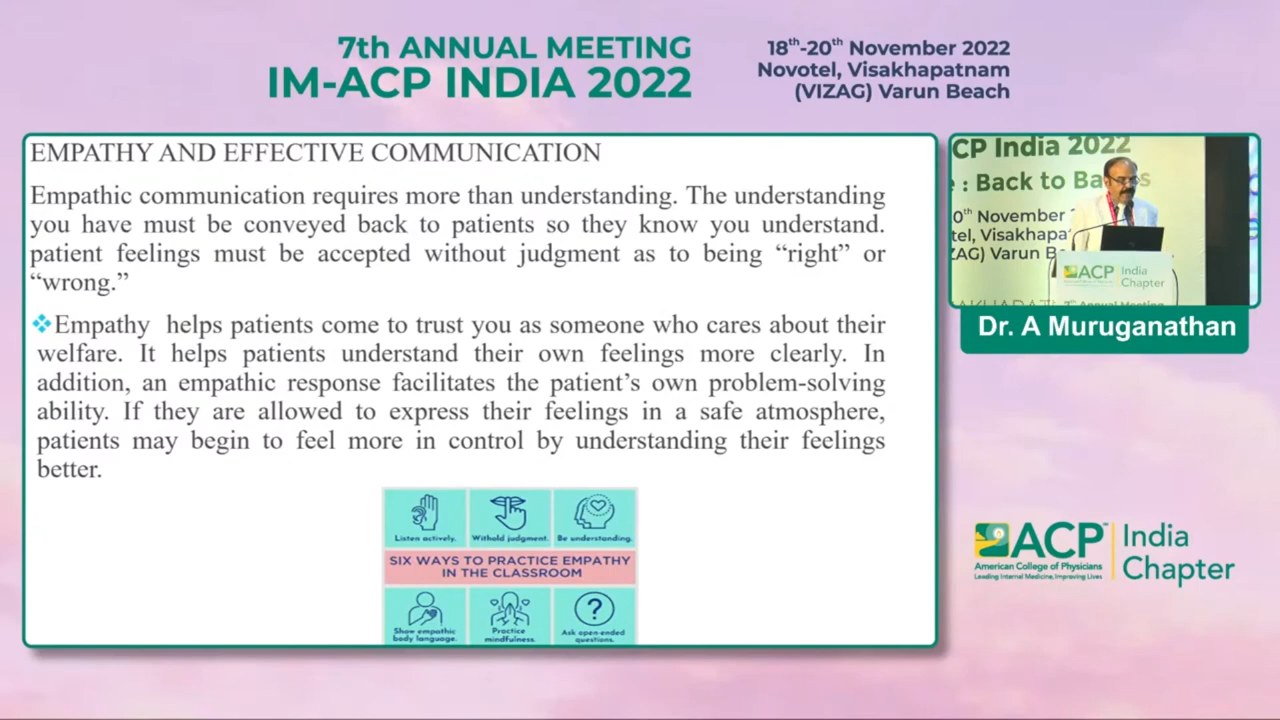 7th ANNUAL MEETING
IM-ACP INDIA 2022
18th-20th November 2022
Novotel, Visakhapatnam
(VIZAG) Varun Beach
EMPATHY AND EFFECTIVE COMMUNICATION
Empathic communication requires more than understanding. The understanding
you have must be conveyed back to patients so they know you understand.
patient feelings must be accepted without judgment as to being “right” or
“wrong.”
❖Empathy helps patients come to trust you as someone who cares about their
welfare. It helps patients understand their own feelings more clearly. In
addition, an empathic response facilitates the patient’s own problem-solving
ability. If they are allowed to express their feelings in a safe atmosphere,
patients may begin to feel more in control by understanding their feelings
better.
Listen actively.
Withold judgment.
Be understanding.
SIX WAYS TO PRACTICE EMPATHY
IN THE CLASSROOM
Show empathic
body language.
Practice
mindfulness.
Ask open-ended
questions.
CP India 2022
: Back to Ba s
0th November
tel, Visakhapa
ZAG) Varun B
ACP India
Chapter
7th Annual Meeting
Dr. A Muruganathan
ACP™ India
Chapter
American College of Physicians
Leading Internal Medicine, Improving Lives